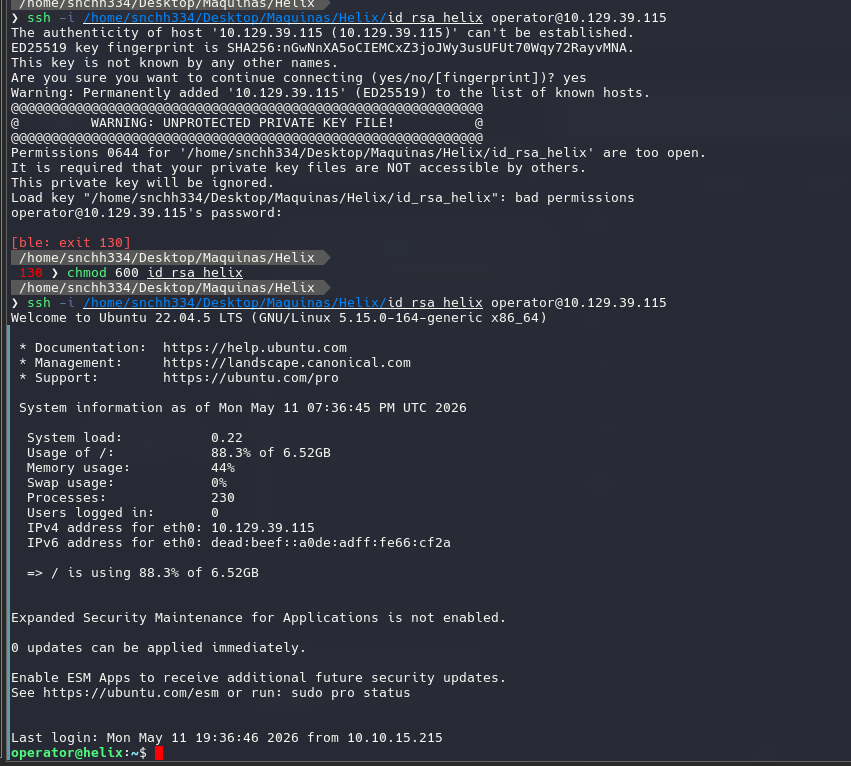 /home/snchh334/Desktop/Maquinas/Helix
❯ ssh -i /home/snchh334/Desktop/Maquinas/Helix/id_rsa_helix operator@10.129.39.115
The authenticity of host '10.129.39.115 (10.129.39.115)' can't be established.
ED25519 key fingerprint is SHA256:nGwNnXA5oCIEMCxZ3joJWy3usUFUt70Wqy72RayvMNA.
This key is not known by any other names.
Are you sure you want to continue connecting (yes/no/[fingerprint])? yes
Warning: Permanently added '10.129.39.115' (ED25519) to the list of known hosts.
@@@@@@@@@@@@@@@@@@@@@@@@@@@@@@@@@@@@@@@@@@@@@@@@@@@@@@@@@@@
@         WARNING: UNPROTECTED PRIVATE KEY FILE!          @
@@@@@@@@@@@@@@@@@@@@@@@@@@@@@@@@@@@@@@@@@@@@@@@@@@@@@@@@@@@
Permissions 0644 for '/home/snchh334/Desktop/Maquinas/Helix/id_rsa_helix' are too open.
It is required that your private key files are NOT accessible by others.
This private key will be ignored.
Load key "/home/snchh334/Desktop/Maquinas/Helix/id_rsa_helix": bad permissions
operator@10.129.39.115's password:
[ble: exit 130]
/home/snchh334/Desktop/Maquinas/Helix
130 ❯ chmod 600 id_rsa_helix
/home/snchh334/Desktop/Maquinas/Helix
❯ ssh -i /home/snchh334/Desktop/Maquinas/Helix/id_rsa_helix operator@10.129.39.115
Welcome to Ubuntu 22.04.5 LTS (GNU/Linux 5.15.0-164-generic x86_64)
* Documentation:  https://help.ubuntu.com
* Management:     https://landscape.canonical.com
* Support:        https://ubuntu.com/pro
System information as of Mon May 11 07:36:45 PM UTC 2026
System load:           0.22
Usage of /:            88.3% of 6.52GB
Memory usage:          44%
Swap usage:            0%
Processes:             230
Users logged in:       0
IPv4 address for eth0: 10.129.39.115
IPv6 address for eth0: dead:beef::a0de:adff:fe66:cf2a
=> / is using 88.3% of 6.52GB
Expanded Security Maintenance for Applications is not enabled.
0 updates can be applied immediately.
Enable ESM Apps to receive additional future security updates.
See https://ubuntu.com/esm or run: sudo pro status
Last login: Mon May 11 19:36:46 2026 from 10.10.15.215
operator@helix:~$